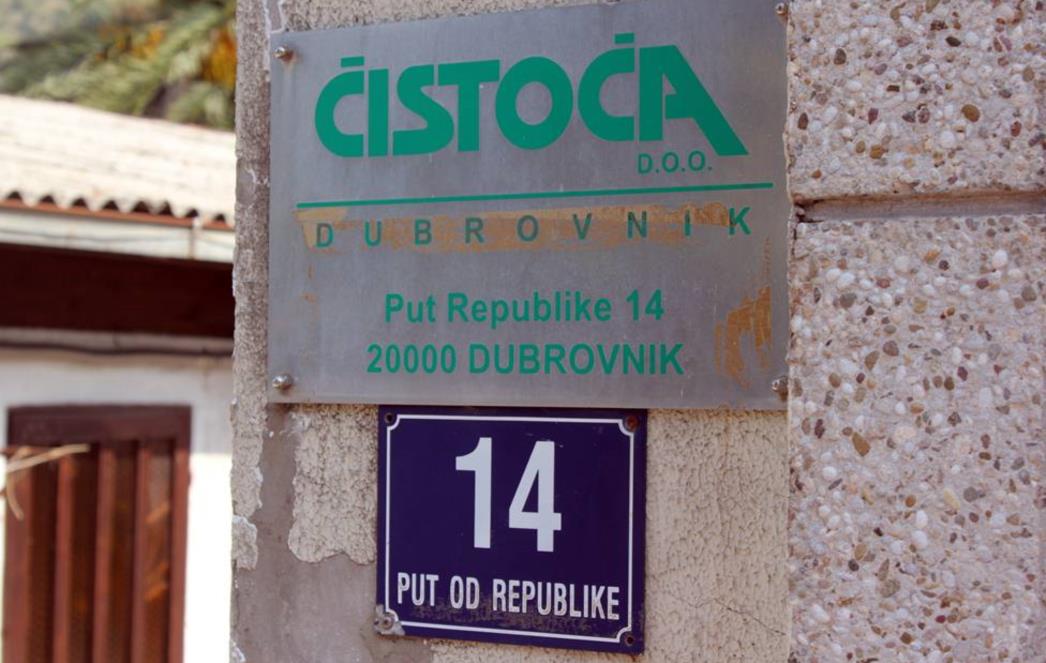 ČISTOĆA
D.O.O.
DUBROVNIK
Put Republike 14
20000 DUBROVNIK
14
PUT OD REPUBLIKE